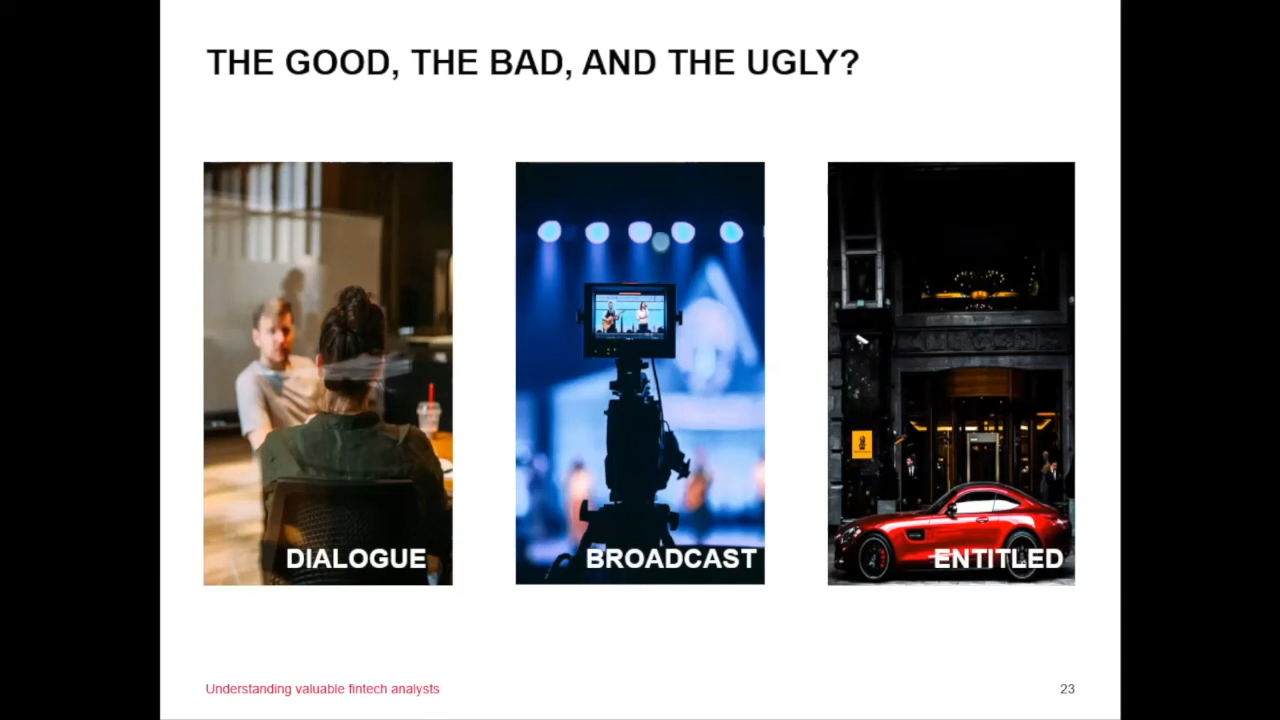 THE GOOD, THE BAD, AND THE UGLY?
DIALOGUE
BROADCAST
ENTITLED
Understanding valuable fintech analysts
23